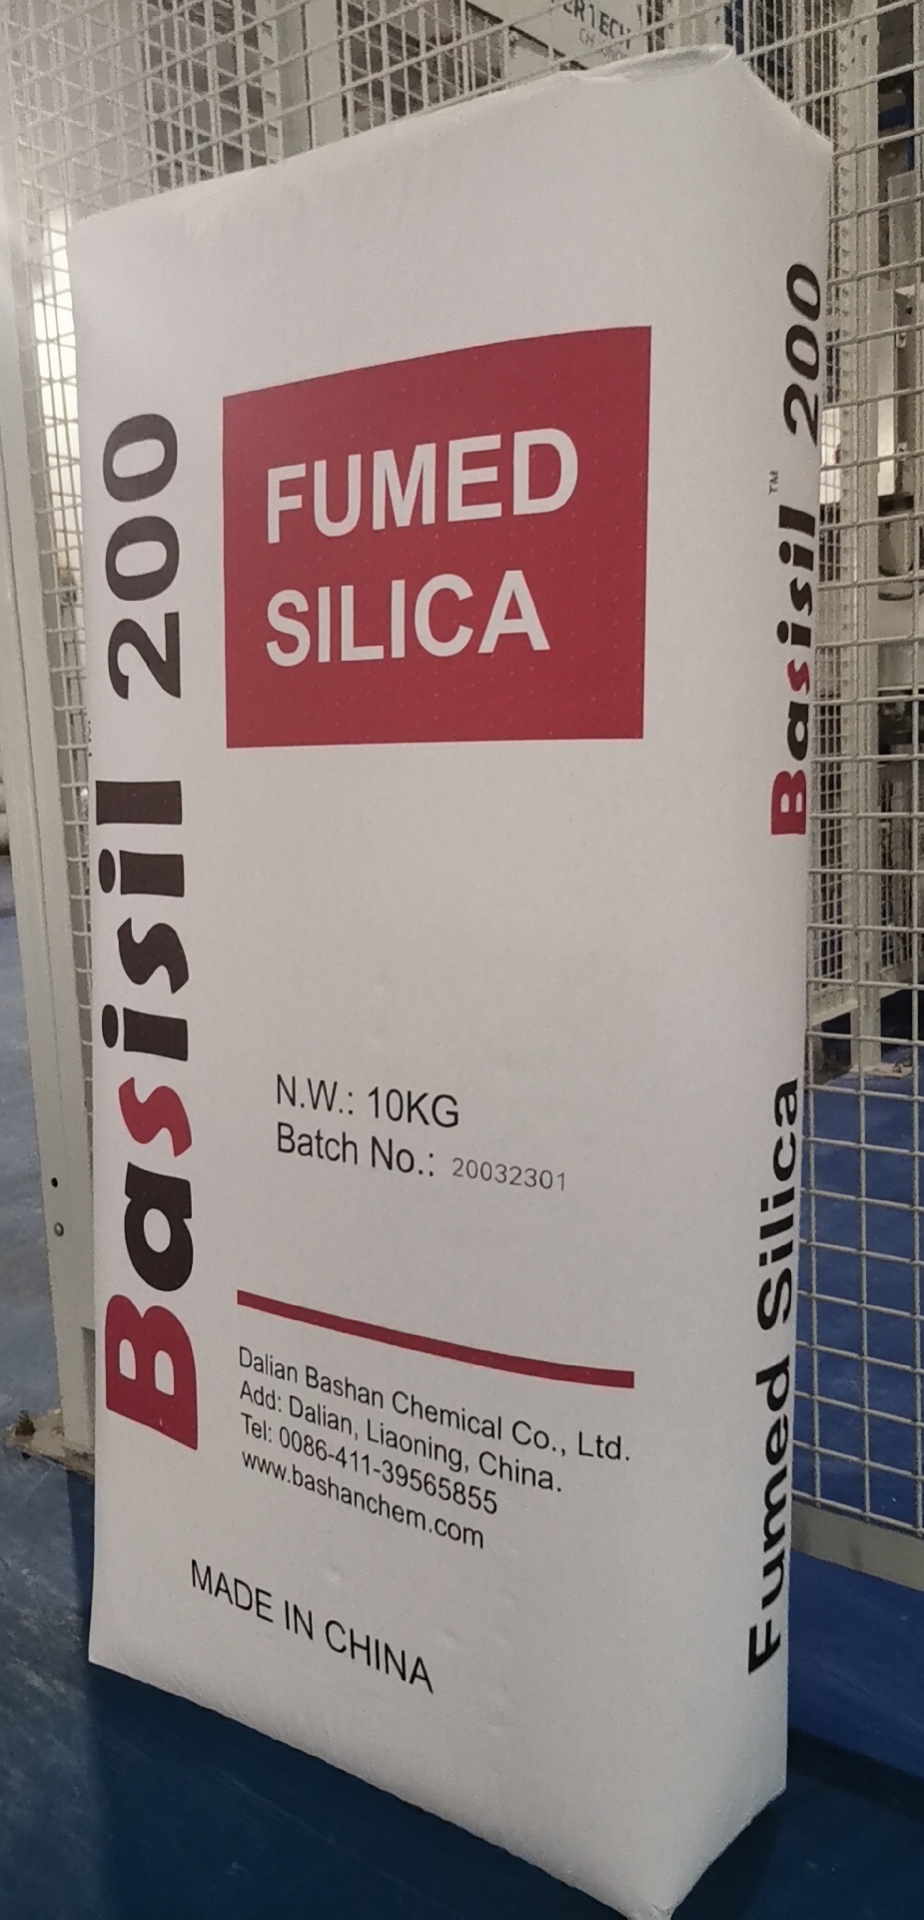 FUMED
SILICA
Basisil 200
N.W.: 10KG
Batch No.: 20032301
Dalian Bashan Chemical Co., Ltd.
Add: Dalian, Liaoning, China.
Tel: 0086-411-39565855
www.bashanchem.com
MADE IN CHINA
Basisil™ 200
Fumed Silica